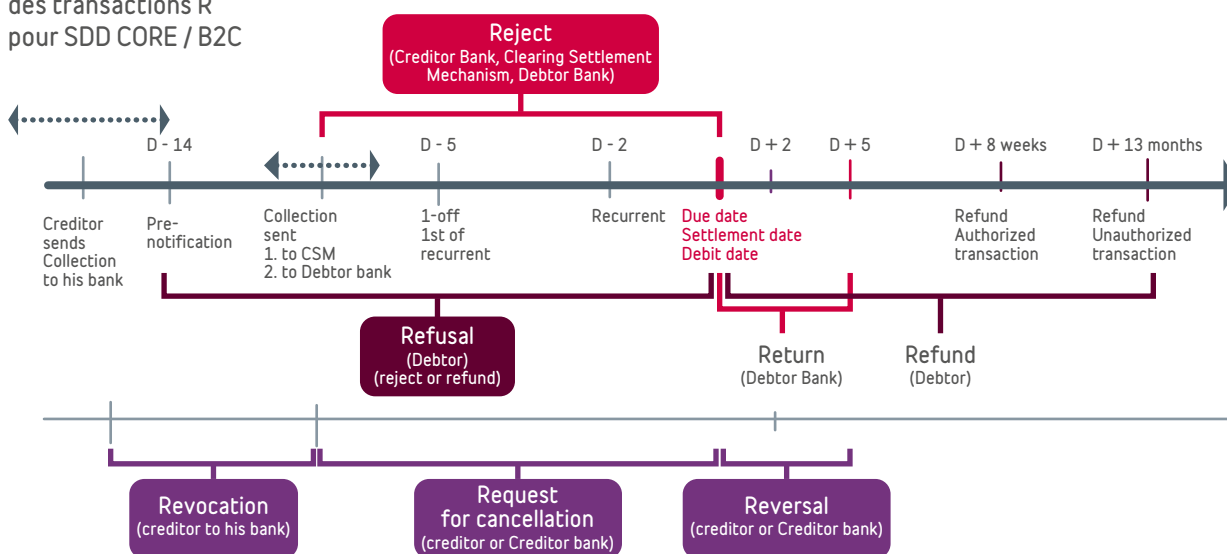 des transactions R
pour SDD CORE / B2C
Reject
(Creditor Bank, Clearing Settlement
Mechanism, Debtor Bank)
D - 14
D - 5
D - 2
D + 2
D + 5
D + 8 weeks
D + 13 months
Creditor
sends
Collection
to his bank
Pre-
notification
Collection
sent
1. to CSM
2. to Debtor bank
1-off
1st of
recurrent
Recurrent
Due date
Settlement date
Debit date
Refund
Authorized
transaction
Refund
Unauthorized
transaction
Refusal
(Debtor)
(reject or refund)
Return
(Debtor Bank)
Refund
(Debtor)
Revocation
(creditor to his bank)
Request
for cancellation
(creditor or Creditor bank)
Reversal
(creditor or Creditor bank)